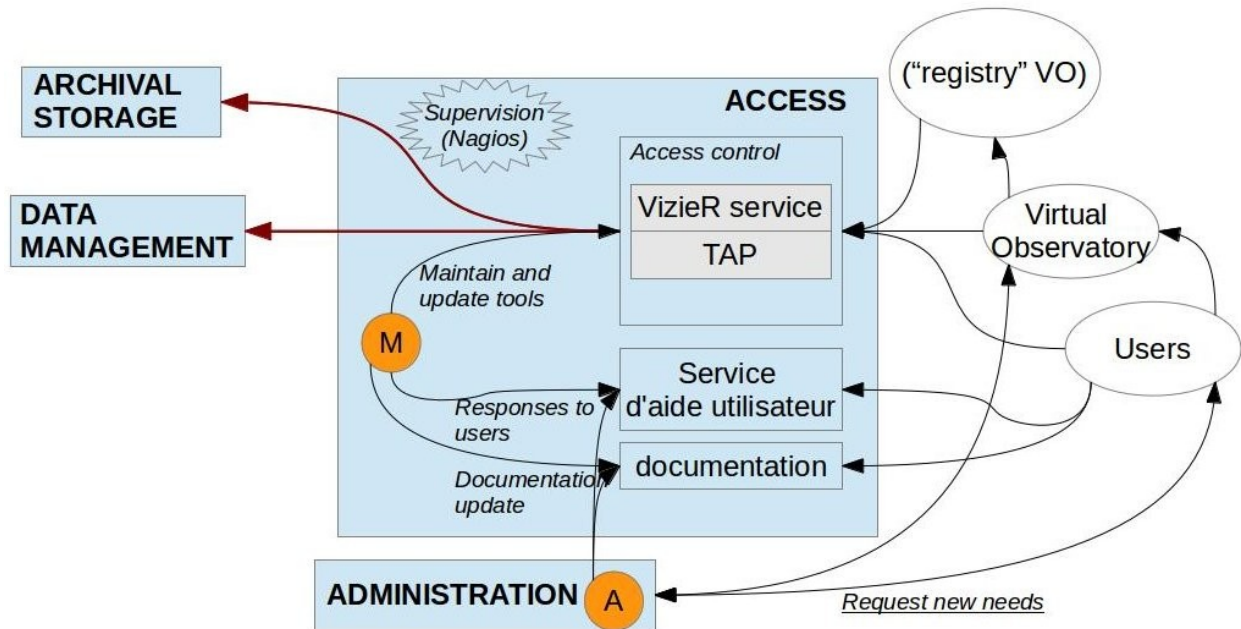 ("registry" VO)
ARCHIVAL
STORAGE
ACCESS
Supervision
(Nagios)
Access control
VizieR service
TAP
DATA
MANAGEMENT
Virtual
Observatory
Maintain and
update tools
M
Users
Service
d'aide utilisateur
Responses to
users
documentation
Documentation
update
ADMINISTRATION
A
Request new needs